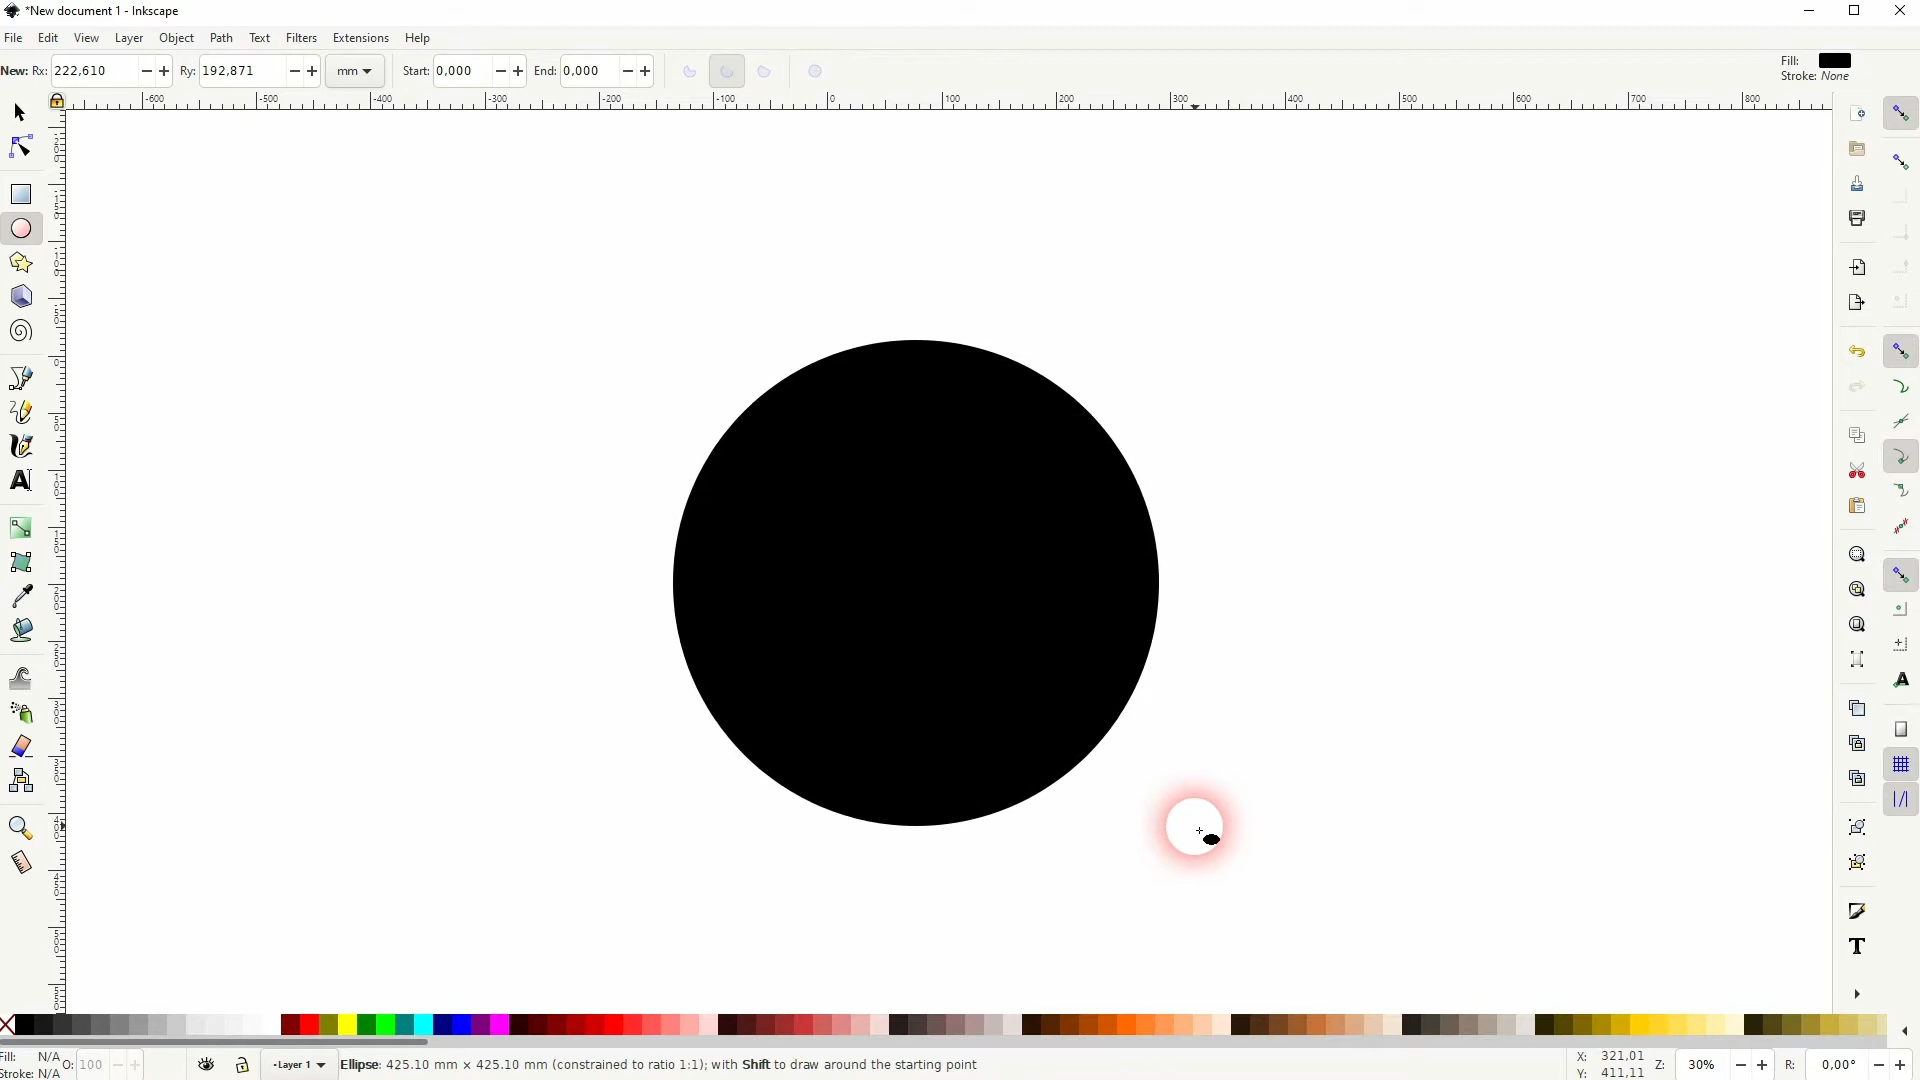 *New document 1 - Inkscape
File Edit View Layer Object Path Text Filters Extensions Help
New: Rx: 222,610 Ry: 192,871 mm Start: 0,000 End: 0,000
Fill:
Stroke: None
-600 -500 -400 -300 -200 -100 0 100 200 300 400 500 600 700 800
Fill: N/A
Stroke: N/A
O: 100
-Layer 1
Ellipse: 425.10 mm × 425.10 mm (constrained to ratio 1:1); with Shift to draw around the starting point
X: 321,01
Y: 411,11
Z: 30%
R: 0,00°